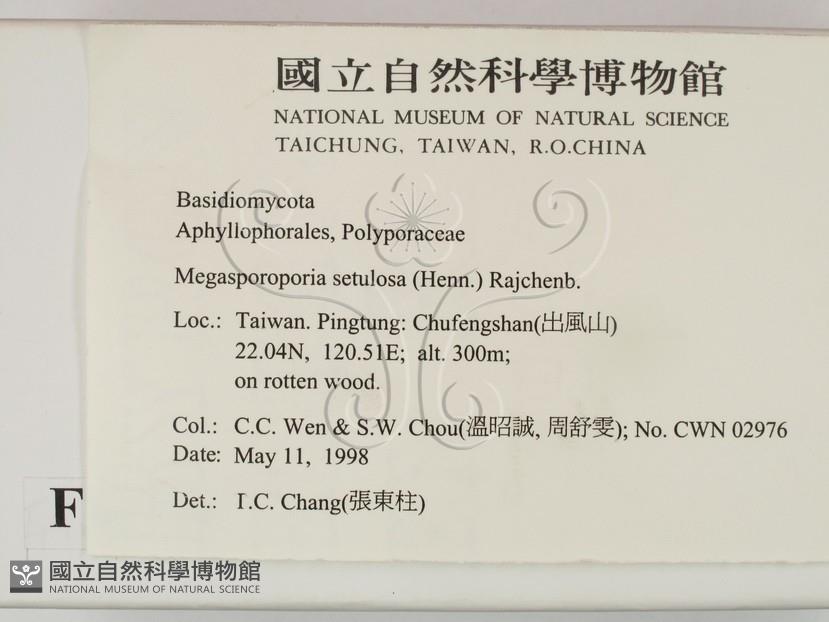 國立自然科學博物館
NATIONAL MUSEUM OF NATURAL SCIENCE
TAICHUNG, TAIWAN, R.O.CHINA
Basidiomycota
Aphyllophorales, Polyporaceae
Megasporoporia setulosa (Henn.) Rajchenb.
Loc.: Taiwan. Pingtung: Chufengshan(出風山)
22.04N, 120.51E; alt. 300m;
on rotten wood.
Col.: C.C. Wen & S.W. Chou(溫昭誠, 周舒雯); No. CWN 02976
Date: May 11, 1998
Det.: T.C. Chang(張東柱)
F
國立自然科學博物館
NATIONAL MUSEUM OF NATURAL SCIENCE